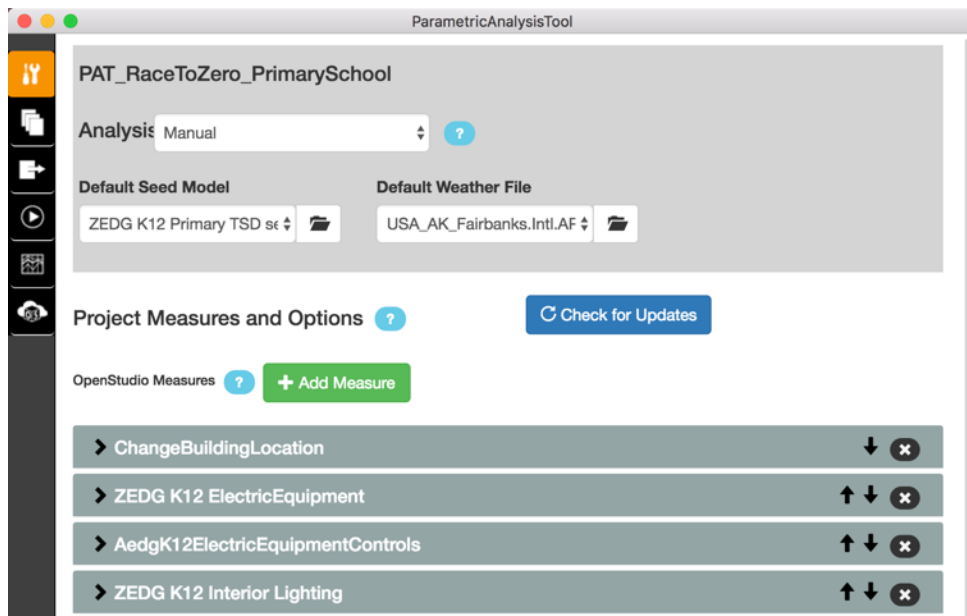 ParametricAnalysisTool
PAT_RaceToZero_PrimarySchool
Analysis Manual ?
Default Seed Model Default Weather File
ZEDG K12 Primary TSD se USA_AK_Fairbanks.Intl.AF
Project Measures and Options ? Check for Updates
OpenStudio Measures ? + Add Measure
ChangeBuildingLocation
ZEDG K12 ElectricEquipment
AedgK12ElectricEquipmentControls
ZEDG K12 Interior Lighting